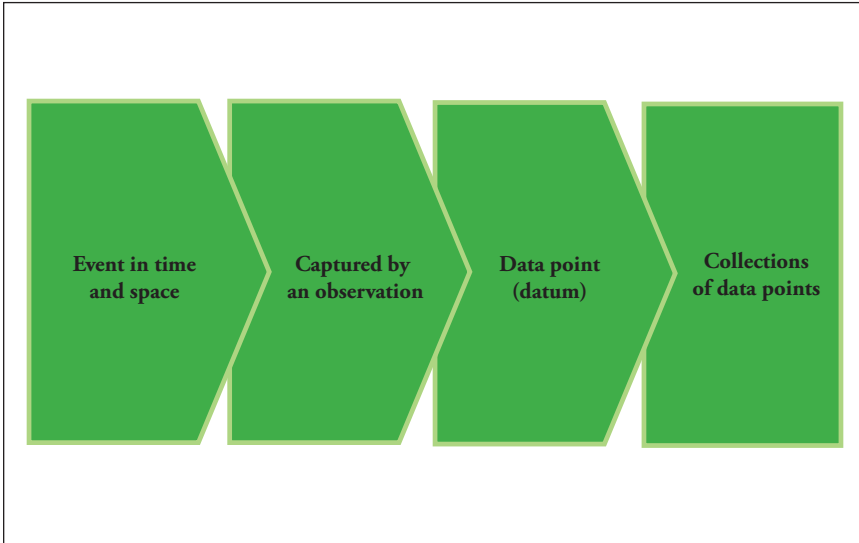 Event in time
and space
Captured by
an observation
Data point
(datum)
Collections
of data points